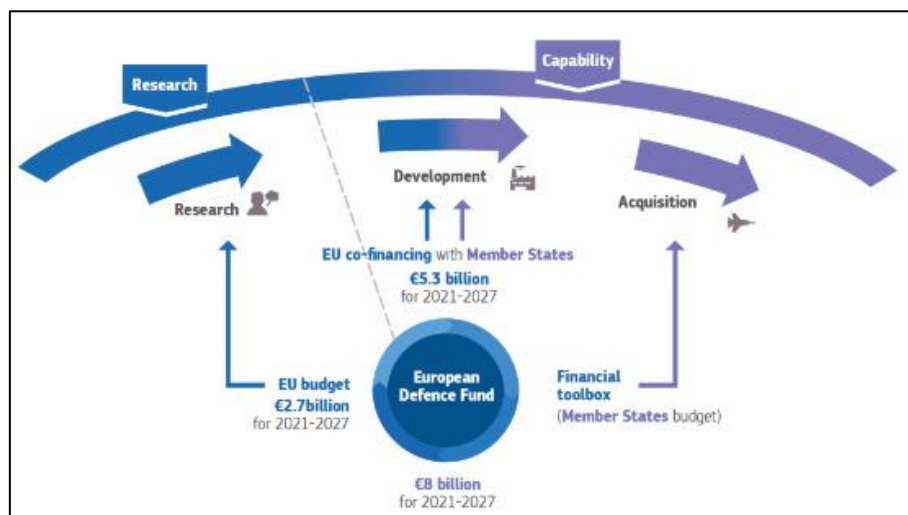 Research
Capability
Research
Development
Acquisition
EU co-financing with Member States
€5.3 billion
for 2021-2027
EU budget
€2.7billion
for 2021-2027
European
Defence Fund
Financial
toolbox
(Member States budget)
€8 billion
for 2021-2027